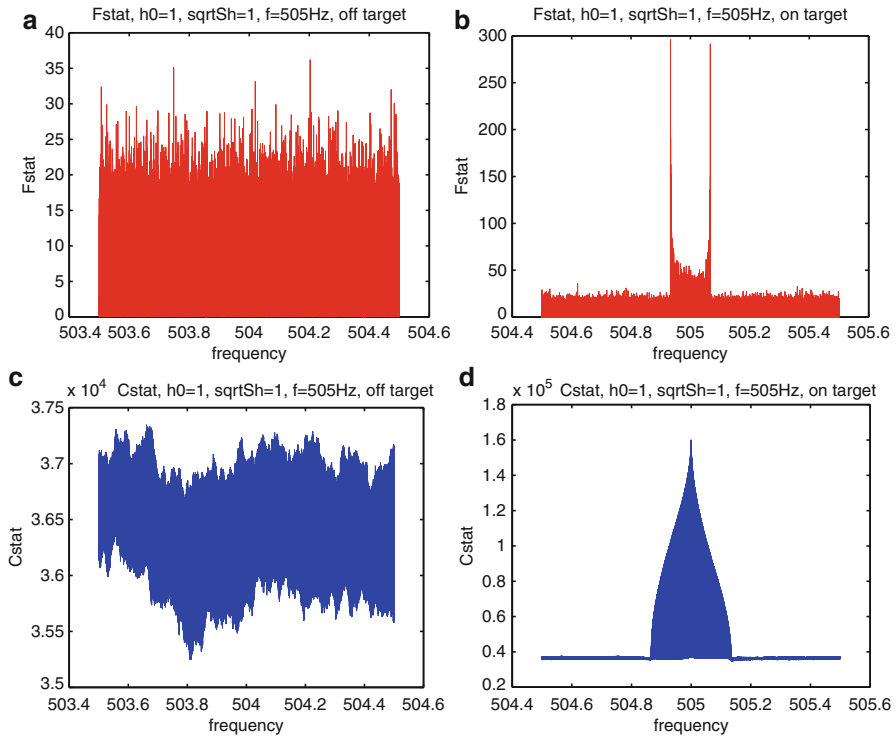 a
Fstat, h0=1, sqrtSh=1, f=505Hz, off target
40
35
30
25
20
15
10
5
0
Fstat
503.4 503.6 503.8 504 504.2 504.4 504.6
frequency
b
Fstat, h0=1, sqrtSh=1, f=505Hz, on target
300
250
200
150
100
50
0
Fstat
504.4 504.6 504.8 505 505.2 505.4 505.6
frequency
c
x 10^4 Cstat, h0=1, sqrtSh=1, f=505Hz, off target
3.75
3.7
3.65
3.6
3.55
3.5
Cstat
503.4 503.6 503.8 504 504.2 504.4 504.6
frequency
d
x 10^5 Cstat, h0=1, sqrtSh=1, f=505Hz, on target
1.8
1.6
1.4
1.2
1
0.8
0.6
0.4
0.2
Cstat
504.4 504.6 504.8 505 505.2 505.4 505.6
frequency